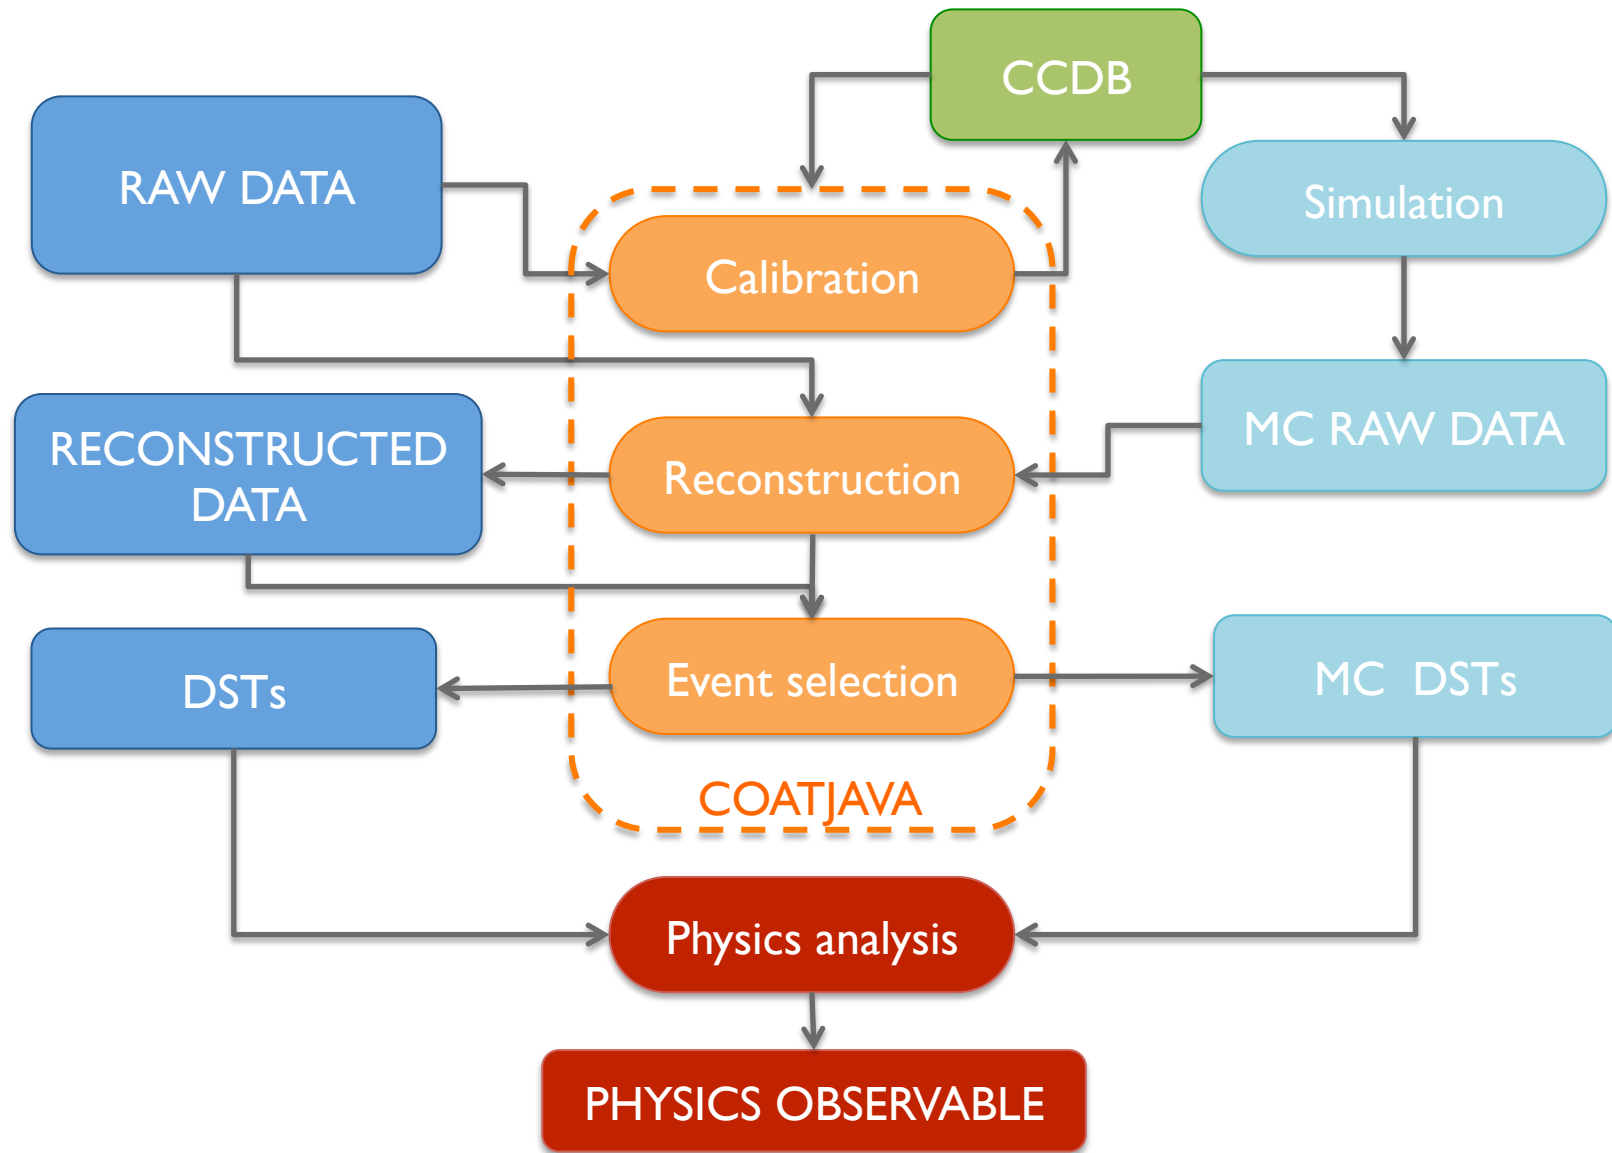 CCDB
RAW DATA
Simulation
Calibration
MC RAW DATA
RECONSTRUCTED
DATA
Reconstruction
DSTs
Event selection
MC DSTs
COATJAVA
Physics analysis
PHYSICS OBSERVABLE